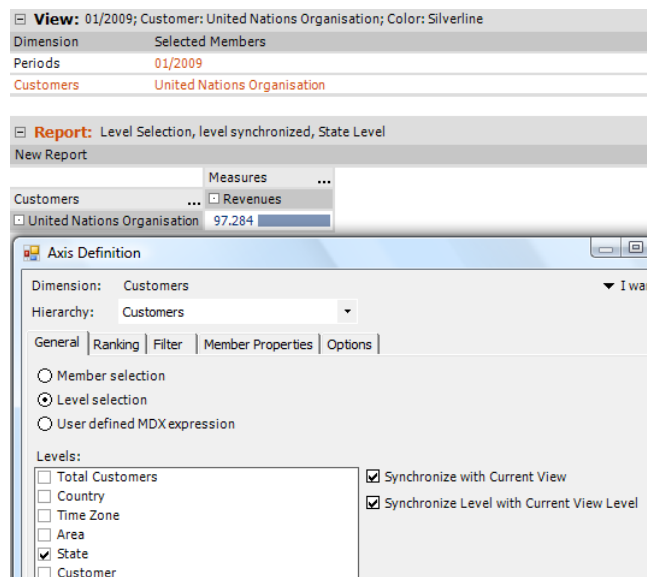 View: 01/2009; Customer: United Nations Organisation; Color: Silverline
Dimension Selected Members
Periods 01/2009
Customers United Nations Organisation
Report: Level Selection, level synchronized, State Level
New Report
Measures ...
Customers ... Revenues
United Nations Organisation 97.284
Axis Definition
Dimension: Customers
Hierarchy: Customers
General Ranking Filter Member Properties Options
Member selection
Level selection
User defined MDX expression
Levels:
Total Customers
Synchronize with Current View
Country
Synchronize Level with Current View Level
Time Zone
Area
State
Customer